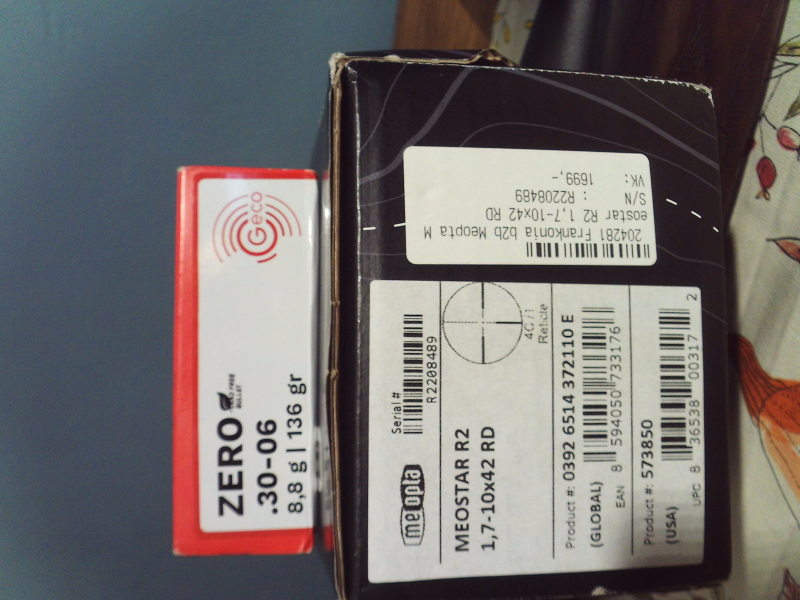 Geco
ZERO
LEAD FREE
BULLET
.30-06
8,8 g | 136 gr
204281 Frankonia b2b Meopta M
eostar R2 1,7-10x42 RD
S/N : R2208489
VK: 1699,-
meopta
Serial #
R2208489
MEOSTAR R2
1,7-10x42 RD
4C /1
Reticle
Product #: 0392 6514 372110 E
(GLOBAL)
EAN 8 594050 733176
Product #: 573850
(USA)
UPC 8 36538 00317 2